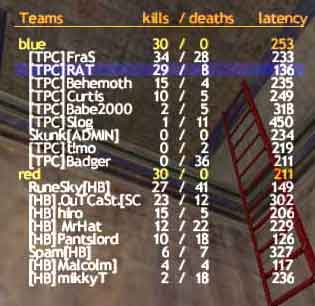 Teams kills / deaths latency
blue 30 / 0 253
[TPC]FraS 34 / 28 233
[TPC]RAT 29 / 8 136
[TPC]Behemoth 15 / 4 235
[TPC]Curtis 10 / 5 249
[TPC]Babe2000 2 / 5 318
[TPC]Slog 1 / 11 450
Skunk[ADMIN] 0 / 0 234
[TPC]t!mo 0 / 2 219
[TPC]Badger 0 / 36 211
red 30 / 0 211
RuneSky[HB] 27 / 41 149
[HB].OuTCaSt.[SC 23 / 12 302
[HB]hiro 15 / 5 206
[HB] MrHat 12 / 22 229
[HB]Pantslord 10 / 18 126
Spam[HB] 6 / 7 327
[HB]Malcolm] 4 / 4 117
[HB]mikkyT 2 / 18 236